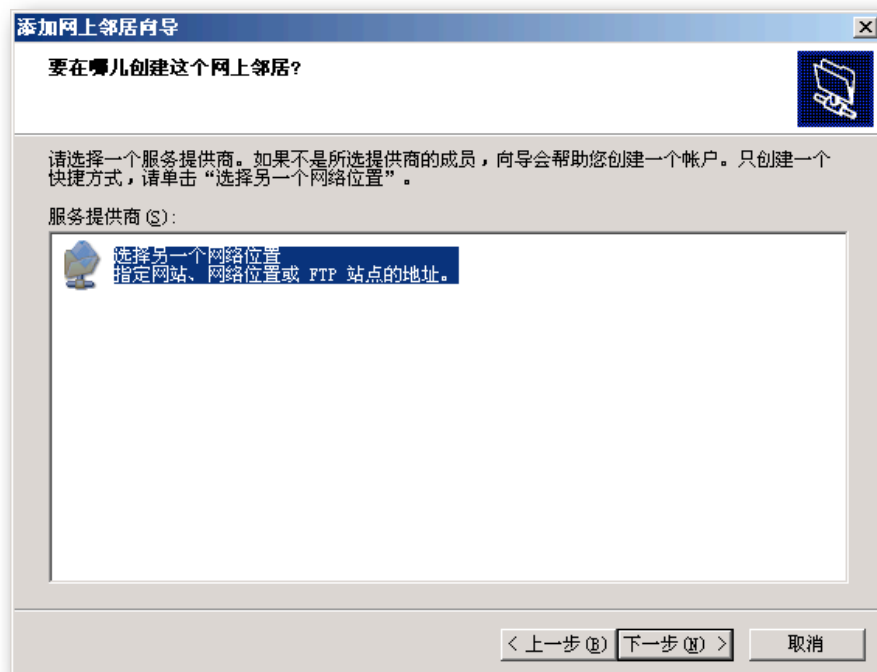 添加网上邻居向导
要在哪儿创建这个网上邻居?
请选择一个服务提供商。如果不是所选提供商的成员，向导会帮助您创建一个帐户。只创建一个
快捷方式，请单击“选择另一个网络位置”。
服务提供商(S):
选择另一个网络位置
指定网站、网络位置或 FTP 站点的地址。
< 上一步(B) 下一步(N) > 取消